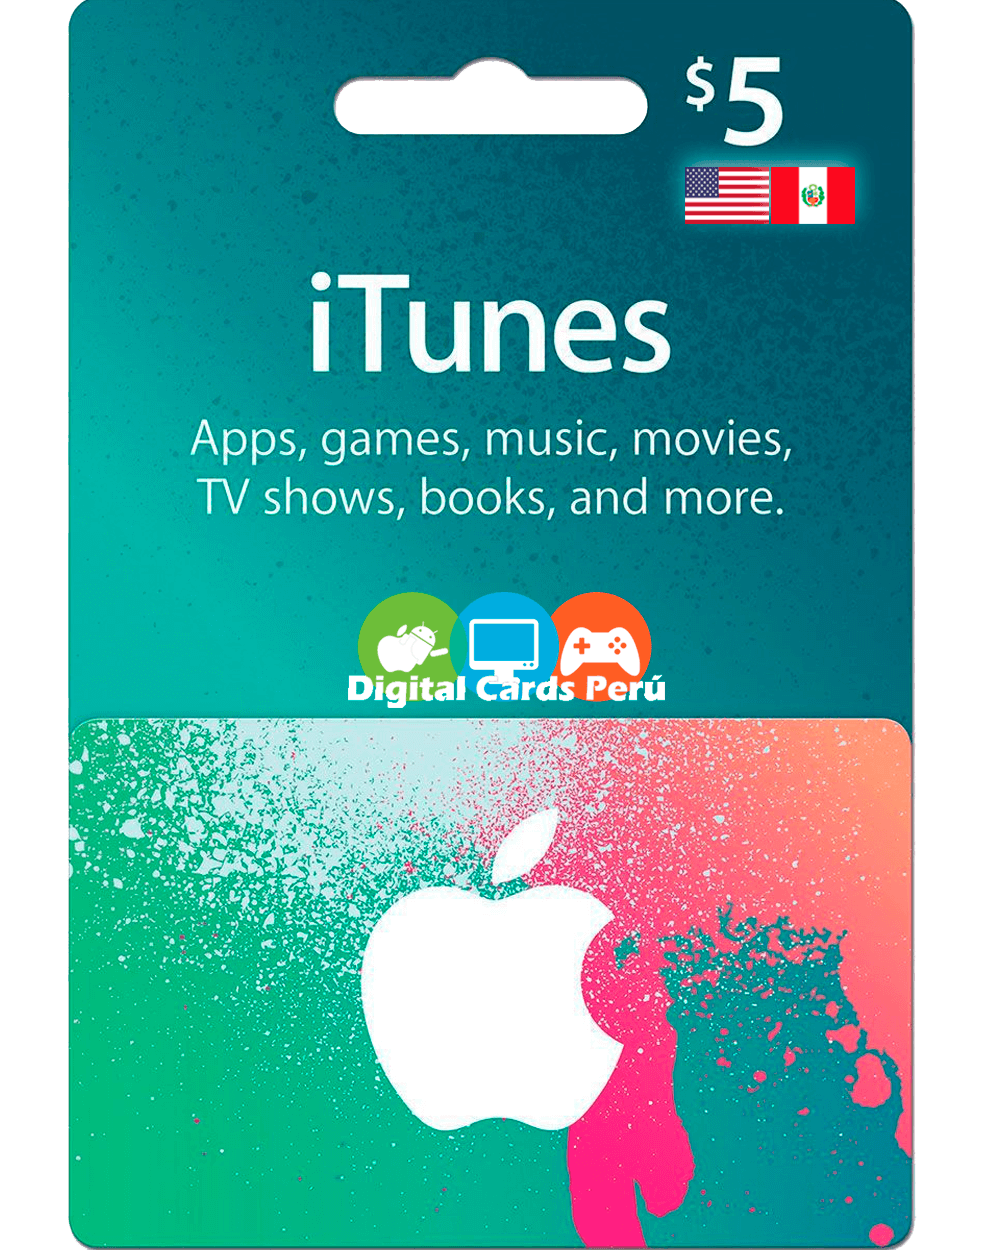 $5
iTunes
Apps, games, music, movies,
TV shows, books, and more.
Digital Cards Perú